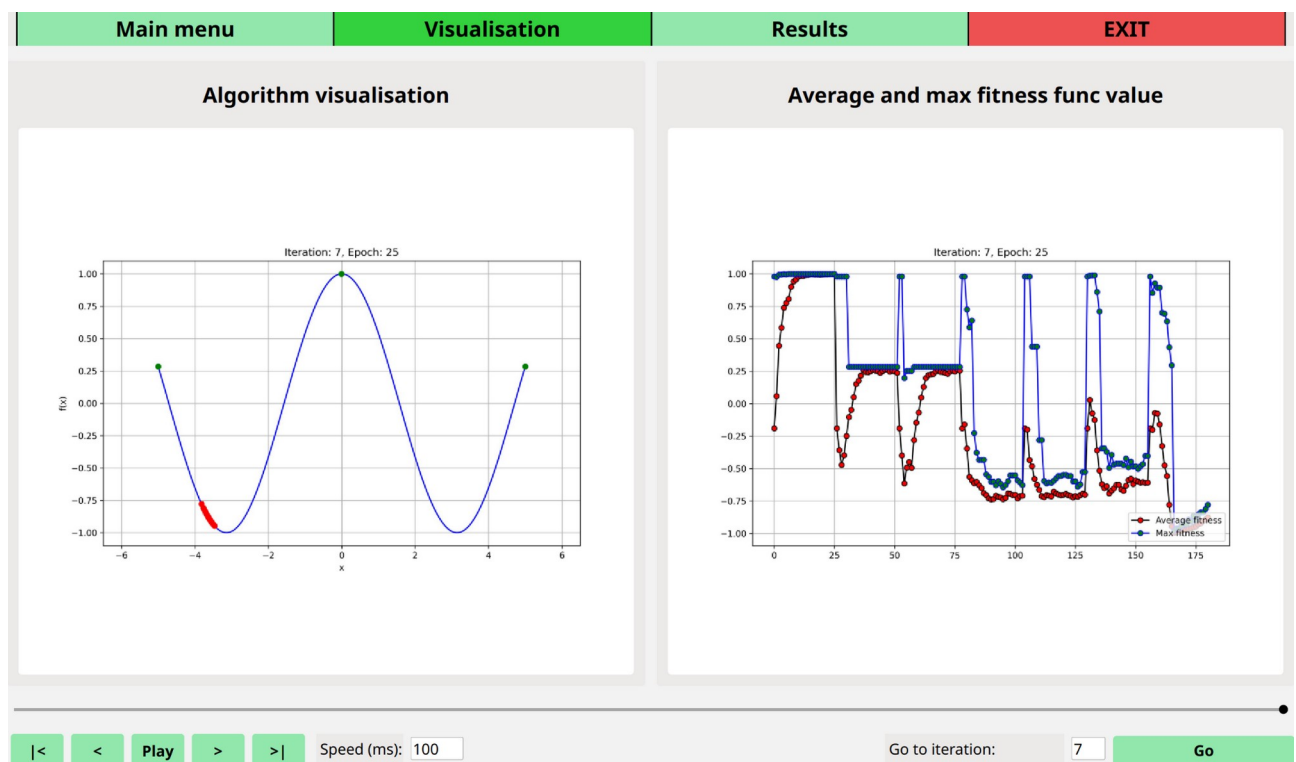 Main menu
Visualisation
Results
EXIT
Algorithm visualisation
Iteration: 7, Epoch: 25
1.00
0.75
0.50
0.25
0.00
−0.25
−0.50
−0.75
−1.00
f(x)
−6 −4 −2 0 2 4 6
x
Average and max fitness func value
Iteration: 7, Epoch: 25
1.00
0.75
0.50
0.25
0.00
−0.25
−0.50
−0.75
−1.00
Average fitness
Max fitness
0 25 50 75 100 125 150 175
|< < Play > >| Speed (ms): 100 Go to iteration: 7 Go